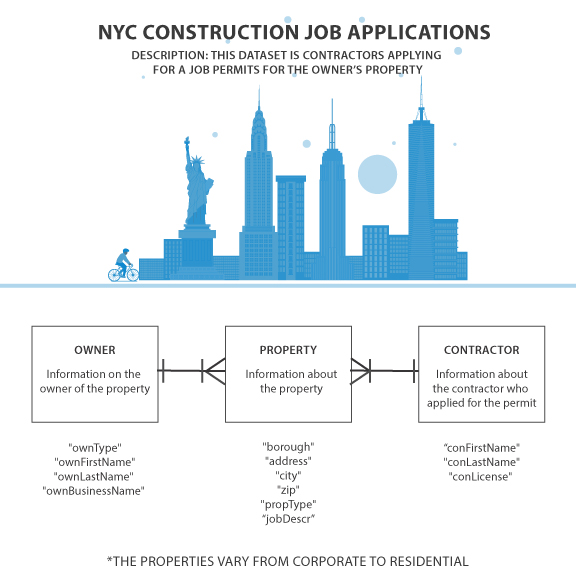 NYC CONSTRUCTION JOB APPLICATIONS
DESCRIPTION: THIS DATASET IS CONTRACTORS APPLYING
FOR A JOB PERMITS FOR THE OWNER'S PROPERTY
OWNER
Information on the
owner of the property
PROPERTY
Information about
the property
CONTRACTOR
Information about
the contractor who
applied for the permit
"ownType"
"ownFirstName"
"ownLastName"
"ownBusinessName"
"borough"
"address"
"city"
"zip"
"propType"
“jobDescr”
“conFirstName"
"conLastName"
"conLicense"
*THE PROPERTIES VARY FROM CORPORATE TO RESIDENTIAL